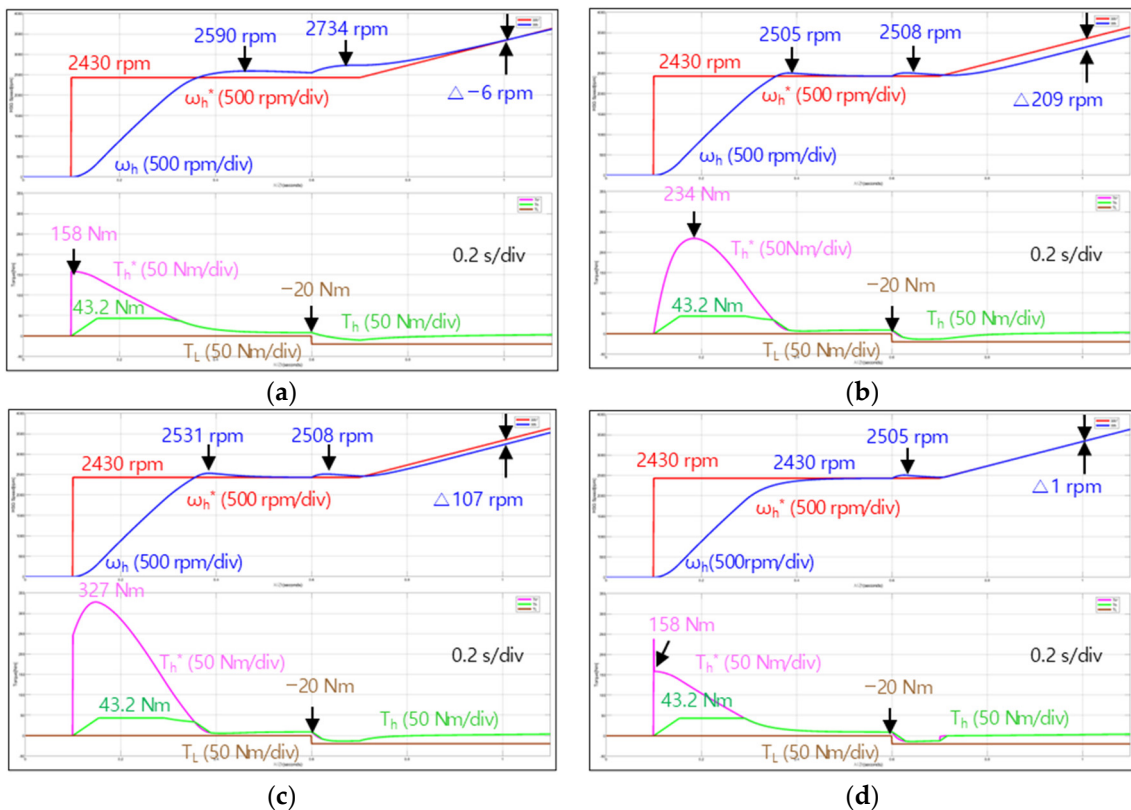 2590 rpm
2734 rpm
2430 rpm
ωh* (500 rpm/div)
△−6 rpm
ωh (500 rpm/div)
158 Nm
Th* (50 Nm/div)
0.2 s/div
43.2 Nm
−20 Nm
Th (50 Nm/div)
TL (50 Nm/div)
(a)
2505 rpm
2508 rpm
2430 rpm
ωh* (500 rpm/div)
△209 rpm
ωh (500 rpm/div)
234 Nm
Th* (50Nm/div)
0.2 s/div
43.2 Nm
−20 Nm
Th (50 Nm/div)
TL (50 Nm/div)
(b)
2531 rpm
2508 rpm
2430 rpm
ωh* (500 rpm/div)
△107 rpm
ωh (500 rpm/div)
327 Nm
Th* (50 Nm/div)
0.2 s/div
43.2 Nm
−20 Nm
Th (50 Nm/div)
TL (50 Nm/div)
(c)
2505 rpm
2430 rpm
2430 rpm
ωh* (500 rpm/div)
△1 rpm
ωh(500rpm/div)
158 Nm
Th* (50 Nm/div)
0.2 s/div
43.2 Nm
−20 Nm
Th (50 Nm/div)
TL (50 Nm/div)
(d)